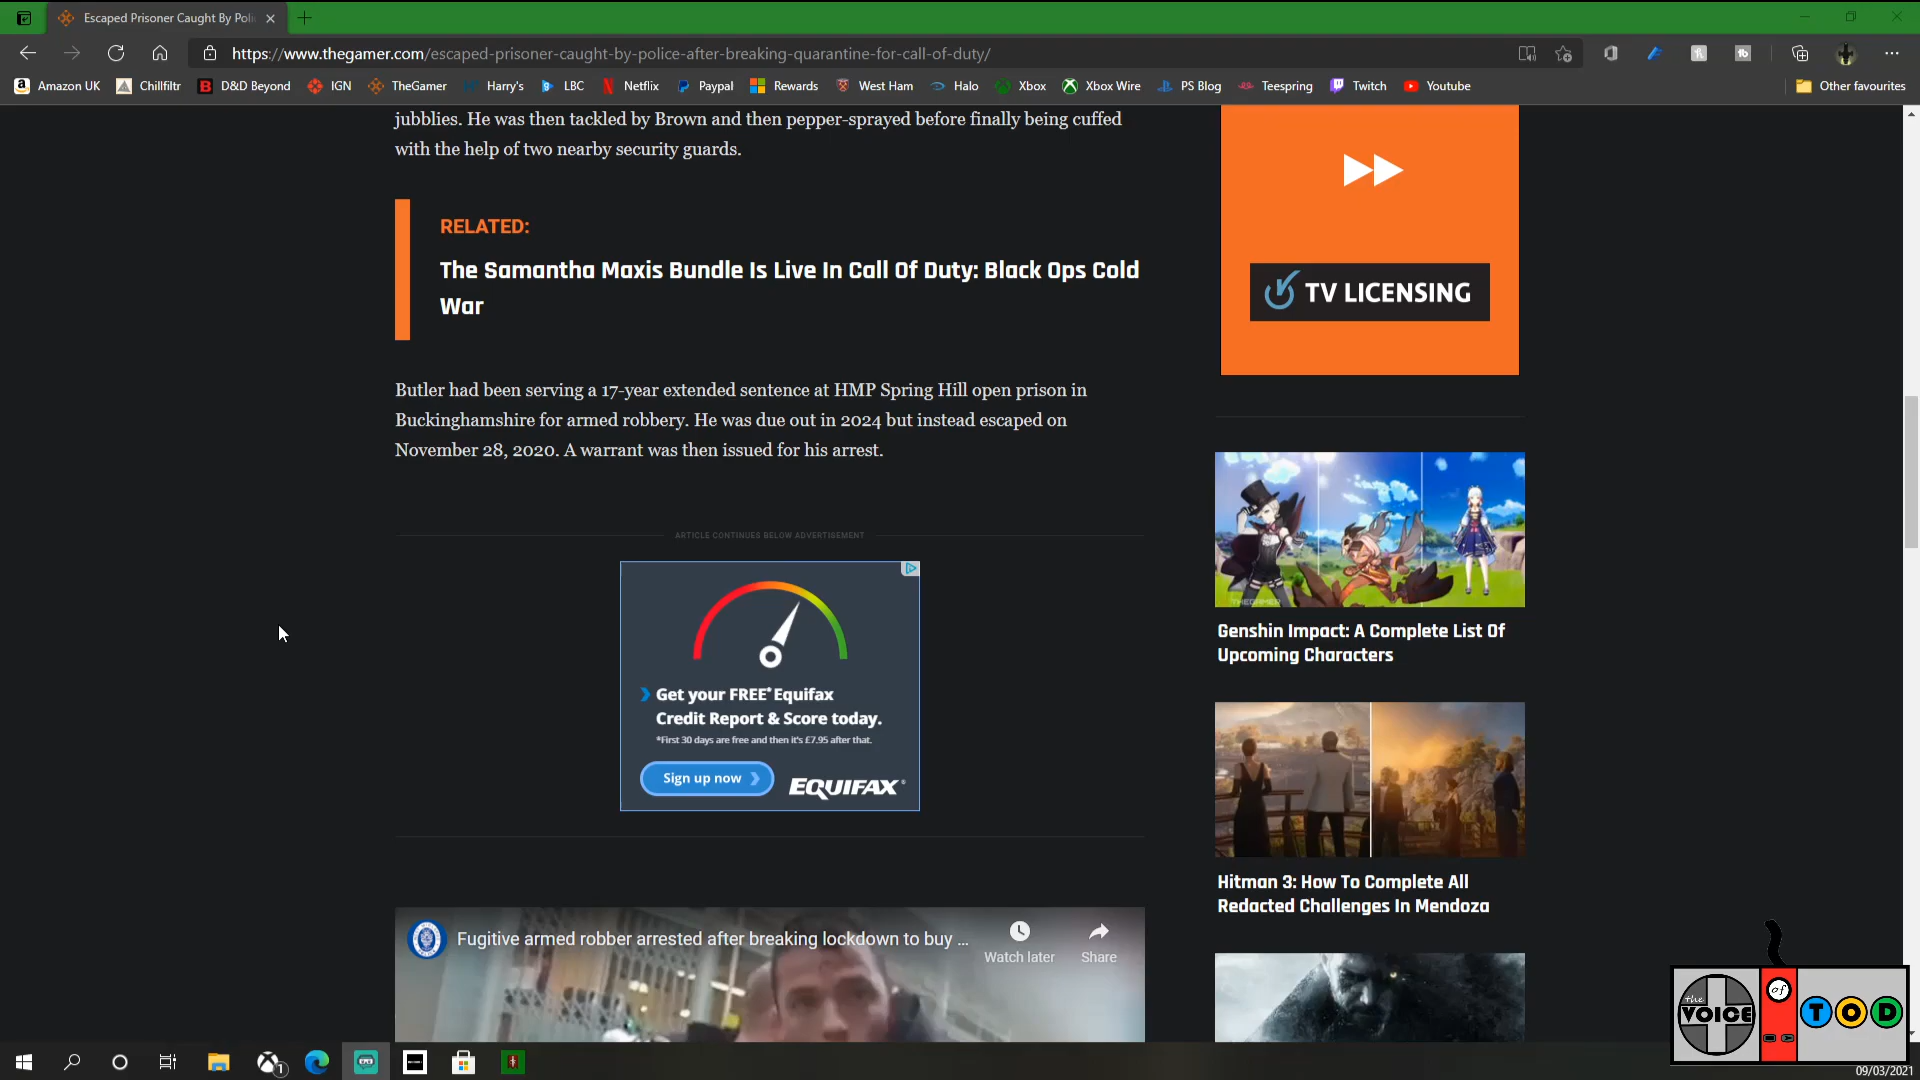 Escaped Prisoner Caught By Poli
https://www.thegamer.com/escaped-prisoner-caught-by-police-after-breaking-quarantine-for-call-of-duty/
Amazon UK Chillfiltr D&D Beyond IGN TheGamer Harry's LBC Netflix Paypal Rewards West Ham Halo Xbox Xbox Wire PS Blog Teespring Twitch Youtube Other favourites
jubblies. He was then tackled by Brown and then pepper-sprayed before finally being cuffed
with the help of two nearby security guards.
RELATED:
The Samantha Maxis Bundle Is Live In Call Of Duty: Black Ops Cold
War
Butler had been serving a 17-year extended sentence at HMP Spring Hill open prison in
Buckinghamshire for armed robbery. He was due out in 2024 but instead escaped on
November 28, 2020. A warrant was then issued for his arrest.
ARTICLE CONTINUES BELOW ADVERTISEMENT
Get your FREE* Equifax
Credit Report & Score today.
*First 30 days are free and then it's £7.95 after that.
Sign up now
EQUIFAX
Fugitive armed robber arrested after breaking lockdown to buy ...
Watch later
Share
TV LICENSING
THEGAMER
Genshin Impact: A Complete List Of
Upcoming Characters
Hitman 3: How To Complete All
Redacted Challenges In Mendoza
the
VOICE
of
TOD
1
09/03/2021